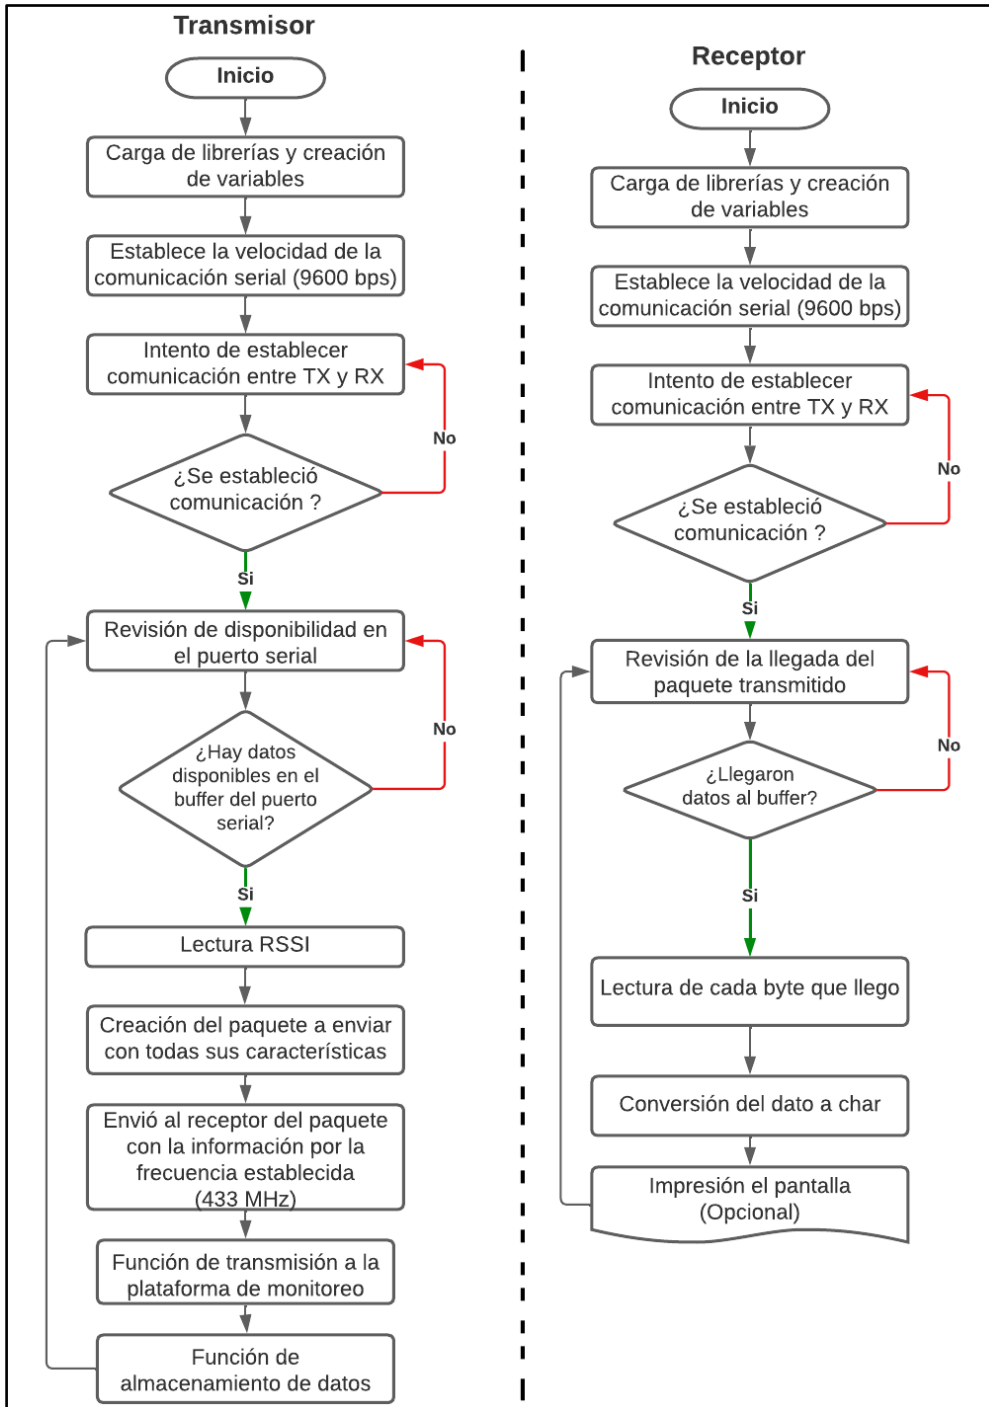 Transmisor
Inicio
Carga de librerías y creación
de variables
Establece la velocidad de la
comunicación serial (9600 bps)
Intento de establecer
comunicación entre TX y RX
No
¿Se estableció
comunicación ?
Si
Revisión de disponibilidad en
el puerto serial
No
¿Hay datos
disponibles en el
buffer del puerto
serial?
Si
Lectura RSSI
Creación del paquete a enviar
con todas sus características
Envió al receptor del paquete
con la información por la
frecuencia establecida
(433 MHz)
Función de transmisión a la
plataforma de monitoreo
Función de
almacenamiento de datos
Receptor
Inicio
Carga de librerías y creación
de variables
Establece la velocidad de la
comunicación serial (9600 bps)
Intento de establecer
comunicación entre TX y RX
No
¿Se estableció
comunicación ?
Si
Revisión de la llegada del
paquete transmitido
No
¿Llegaron
datos al buffer?
Si
Lectura de cada byte que llego
Conversión del dato a char
Impresión el pantalla
(Opcional)